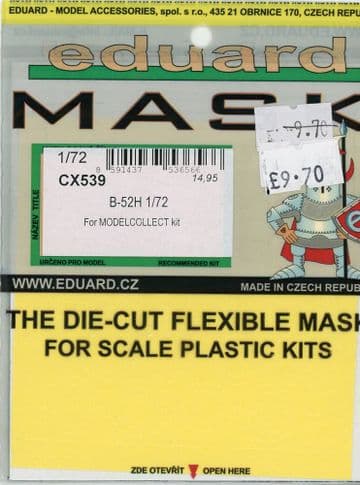 EDUARD - MODEL ACCESSORIES, spol. s r.o., 435 21 OBRNICE 170, CZECH REPU
eduard
MASK
9.70
£9.70
1/72
8 591437 536566
CX539
14,95
B-52H 1/72
For MODELCOLLECT kit
NÁZEV TITLE
URČENO PRO MODEL
RECOMMENDED KIT
WWW.EDUARD.CZ
MADE IN CZECH REPUB
THE DIE-CUT FLEXIBLE MASK
FOR SCALE PLASTIC KITS
ZDE OTEVŘÍT OPEN HERE